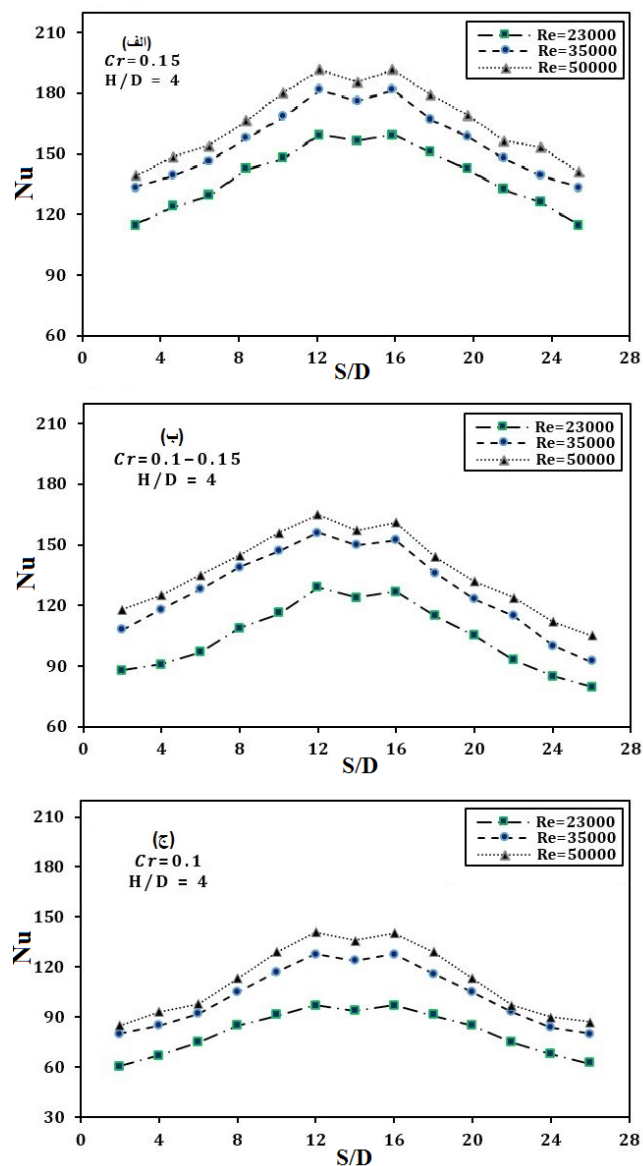 210
180
150
120
90
60
Nu
(الف)
Cr=0.15
H/D = 4
Re=23000
Re=35000
Re=50000
0 4 8 12 16 20 24 28
S/D
210
180
150
120
90
60
Nu
(ب)
Cr=0.1-0.15
H/D = 4
Re=23000
Re=35000
Re=50000
0 4 8 12 16 20 24 28
S/D
210
180
150
120
90
60
30
Nu
(ج)
Cr=0.1
H/D = 4
Re=23000
Re=35000
Re=50000
0 4 8 12 16 20 24 28
S/D